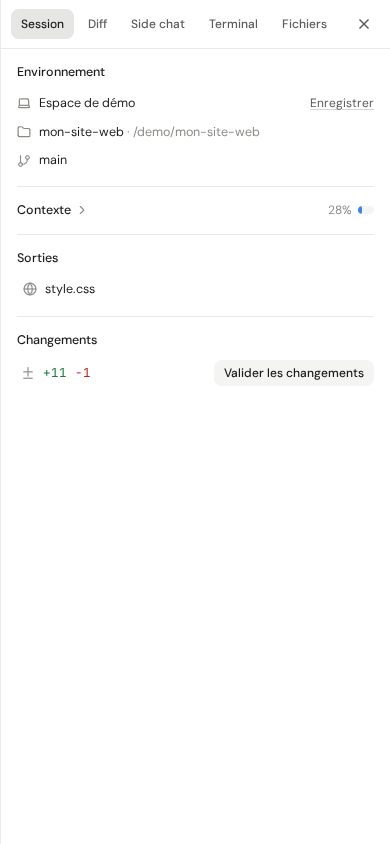 Session Diff Side chat Terminal Fichiers
Environnement
Espace de démo Enregistrer
mon-site-web · /demo/mon-site-web
main
Contexte 28%
Sorties
style.css
Changements
+11 -1 Valider les changements